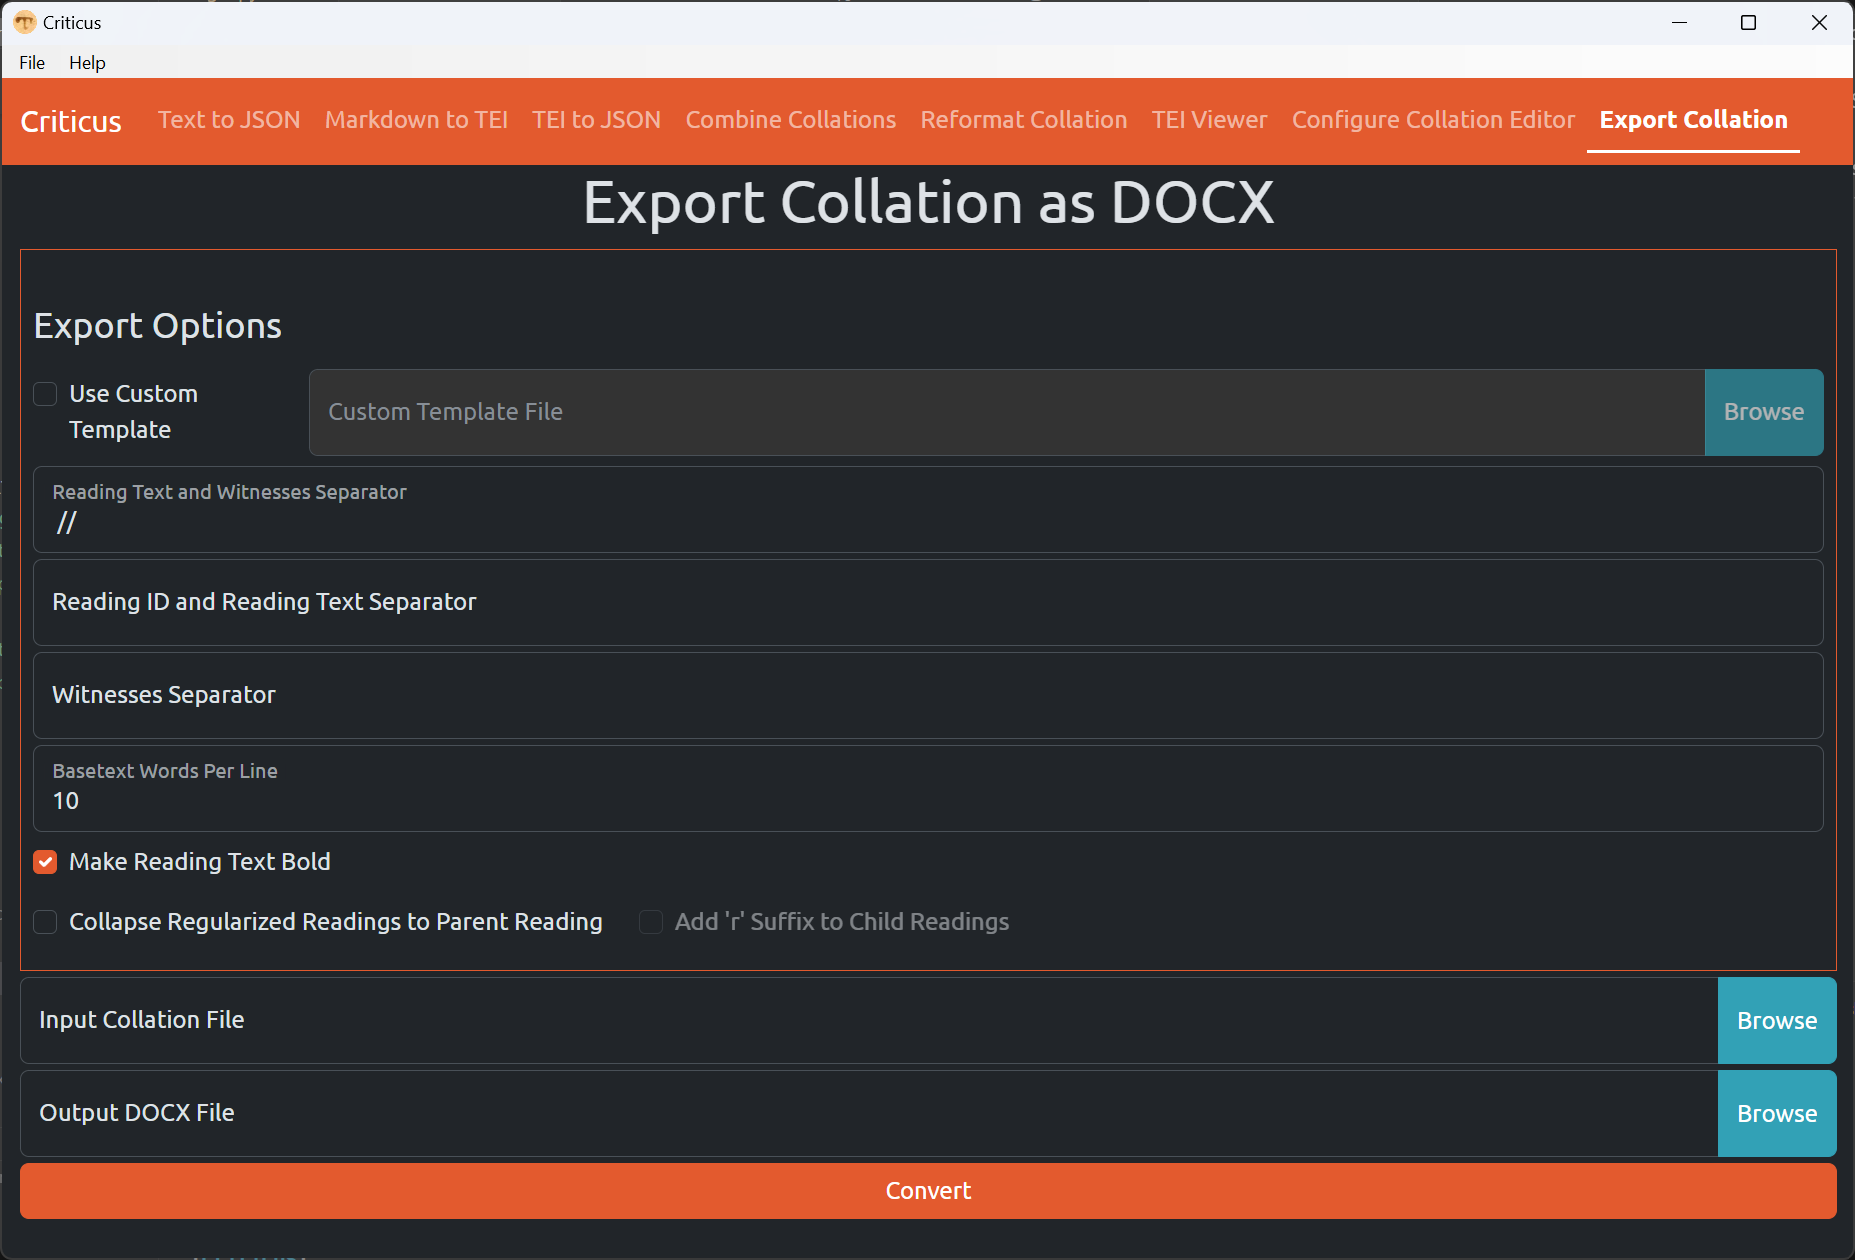 Criticus
File Help
Criticus Text to JSON Markdown to TEI TEI to JSON Combine Collations Reformat Collation TEI Viewer Configure Collation Editor Export Collation
Export Collation as DOCX
Export Options
Use Custom
Template
Custom Template File
Browse
Reading Text and Witnesses Separator
//
Reading ID and Reading Text Separator
Witnesses Separator
Basetext Words Per Line
10
Make Reading Text Bold
Collapse Regularized Readings to Parent Reading Add 'r' Suffix to Child Readings
Input Collation File Browse
Output DOCX File Browse
Convert